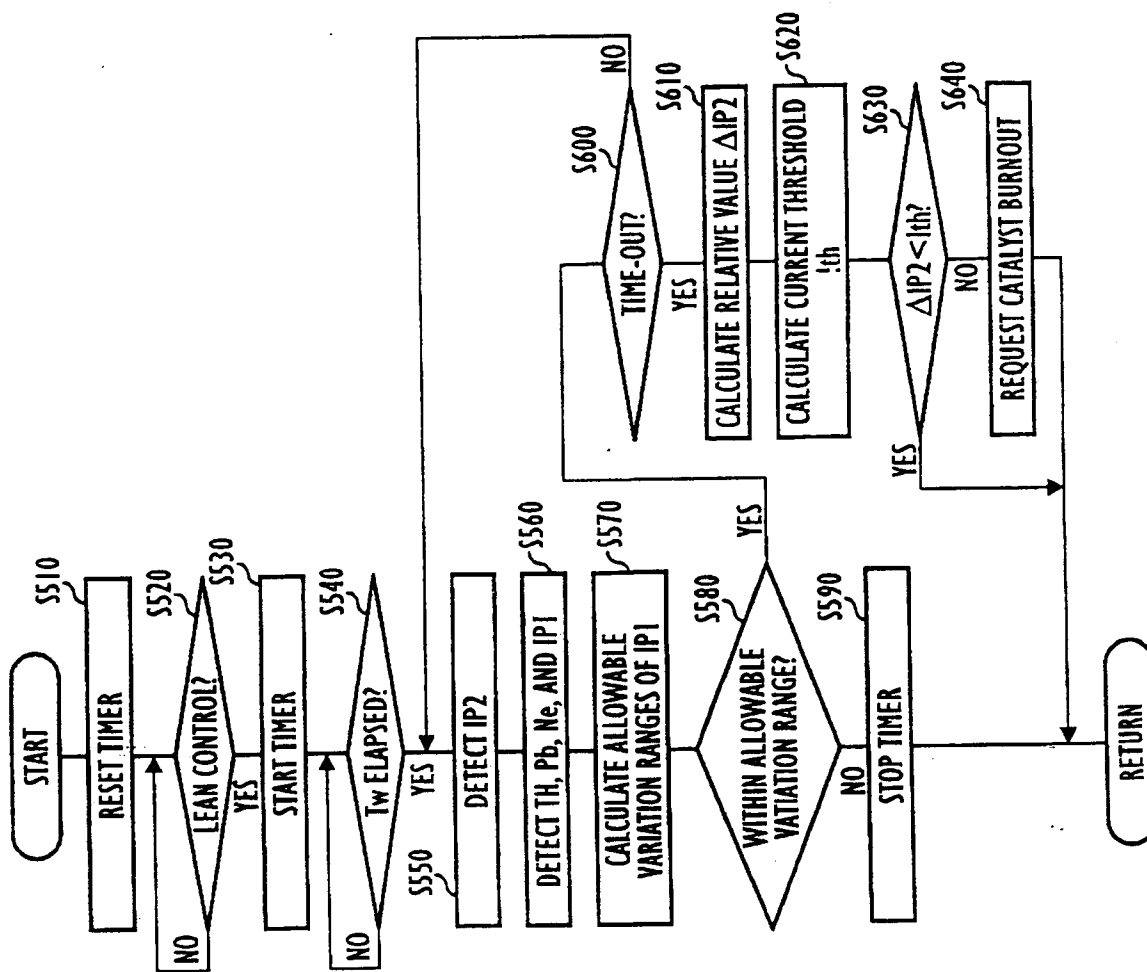 START
S510
RESET TIMER
S520
LEAN CONTROL?
NO
YES
S530
START TIMER
S540
Tw ELAPSED?
NO
YES
S550
DETECT IP2
S560
DETECT TH, Pb, Ne, AND IP1
S570
CALCULATE ALLOWABLE
VARIATION RANGES OF IP1
S580
WITHIN ALLOWABLE
VATIATION RANGE?
YES
NO
S590
STOP TIMER
RETURN
S600
TIME-OUT?
NO
YES
S610
CALCULATE RELATIVE VALUE ΔIP2
S620
CALCULATE CURRENT THRESHOLD
Ith
S630
ΔIP2<Ith?
YES
NO
S640
REQUEST CATALYST BURNOUT